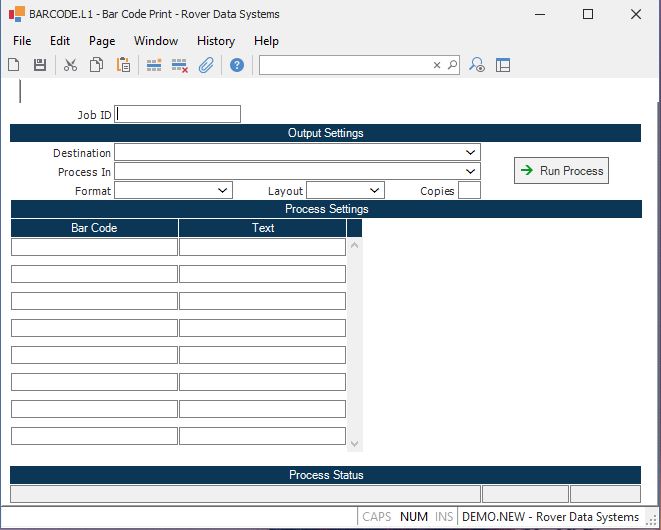 BARCODE.L1 - Bar Code Print - Rover Data Systems
File Edit Page Window History Help
Job ID
Output Settings
Destination
Process In
Run Process
Format Layout Copies
Process Settings
Bar Code Text
Process Status
CAPS NUM INS DEMO.NEW - Rover Data Systems